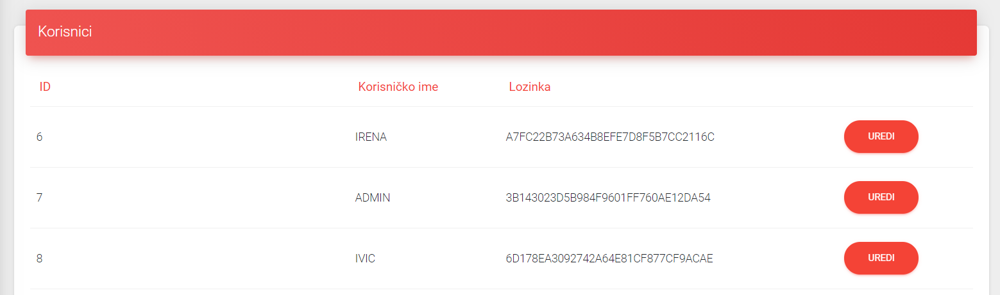 Korisnici
ID Korisničko ime Lozinka
6 IRENA A7FC22B73A634B8EFE7D8F5B7CC2116C UREDI
7 ADMIN 3B143023D5B984F9601FF760AE12DA54 UREDI
8 IVIC 6D178EA3092742A64E81CF877CF9ACAE UREDI